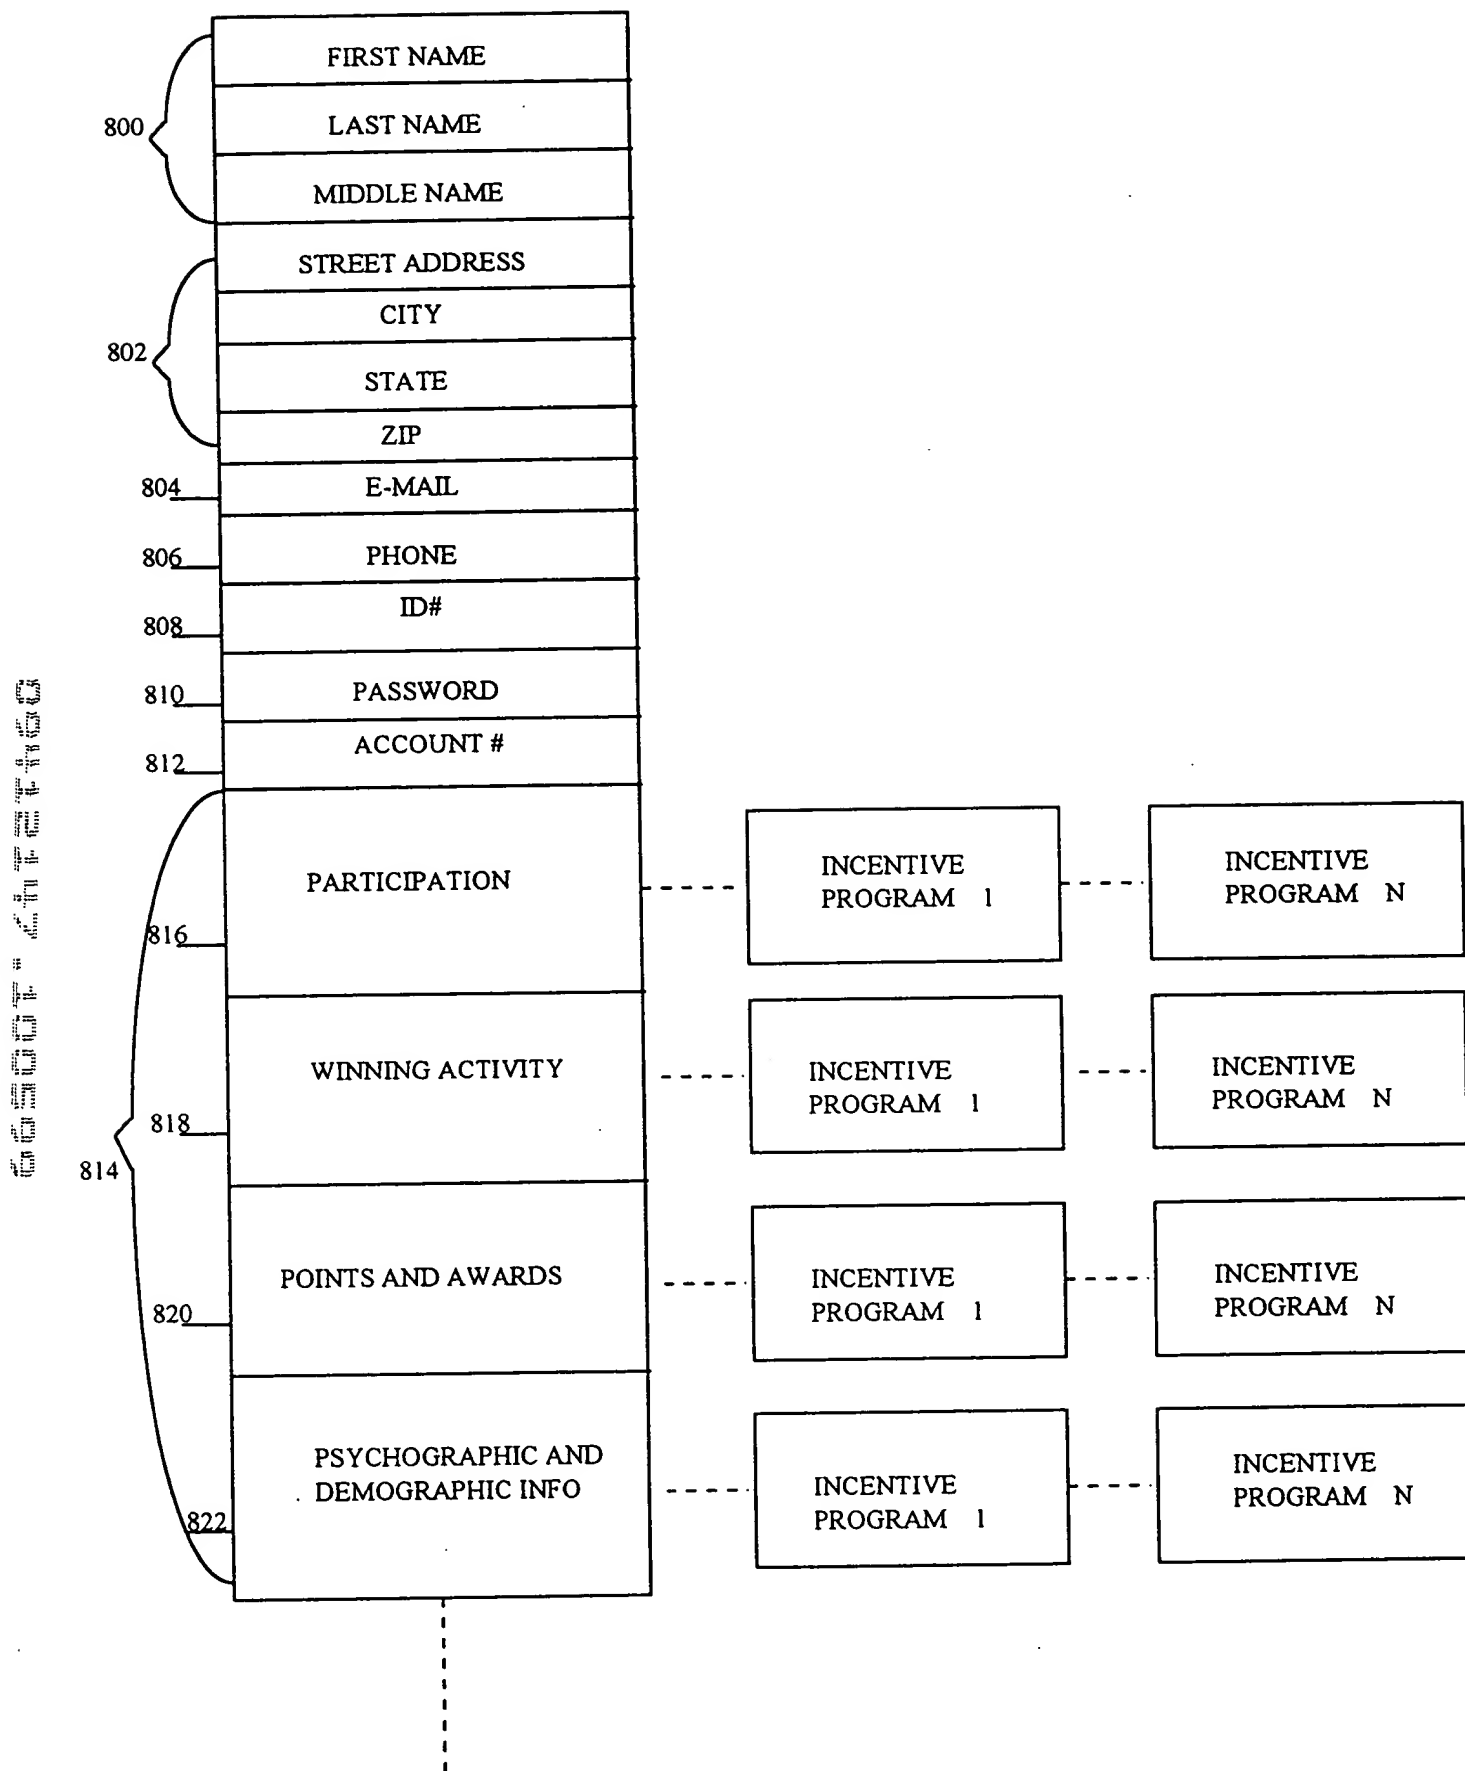 FIRST NAME
800
LAST NAME
MIDDLE NAME
STREET ADDRESS
CITY
802
STATE
ZIP
804
E-MAIL
806
PHONE
808
ID#
810
PASSWORD
812
ACCOUNT #
814
PARTICIPATION
816
INCENTIVE
PROGRAM 1
INCENTIVE
PROGRAM N
WINNING ACTIVITY
818
INCENTIVE
PROGRAM 1
INCENTIVE
PROGRAM N
POINTS AND AWARDS
820
INCENTIVE
PROGRAM 1
INCENTIVE
PROGRAM N
PSYCHOGRAPHIC AND
DEMOGRAPHIC INFO
822
INCENTIVE
PROGRAM 1
INCENTIVE
PROGRAM N